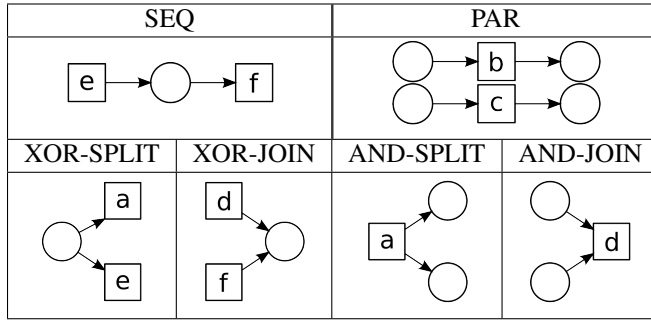 SEQ PAR
e f
b
c
XOR-SPLIT XOR-JOIN AND-SPLIT AND-JOIN
a d
a d
e f